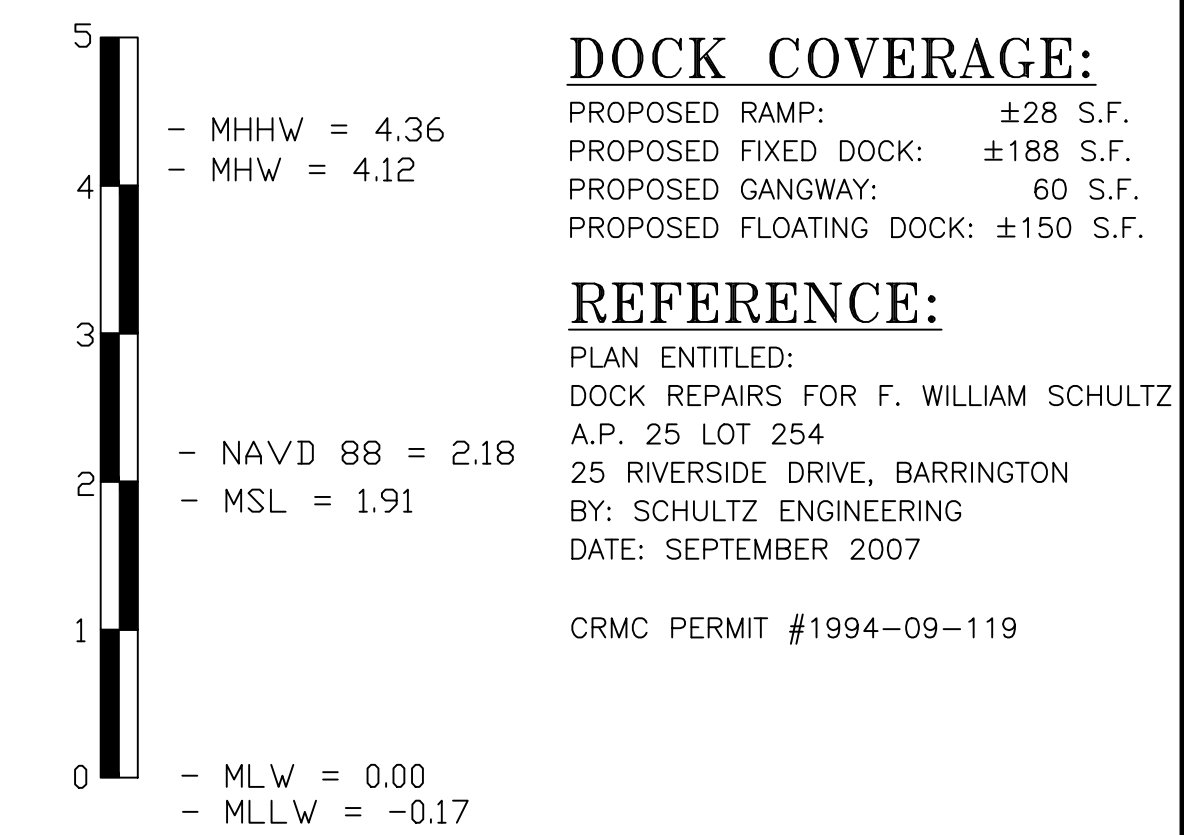 5
- MHHW = 4.36
- MHW = 4.12
4
3
- NAVD 88 = 2.18
2
- MSL = 1.91
1
0
- MLW = 0.00
- MLLW = -0.17
DOCK COVERAGE:
PROPOSED RAMP: ±28 S.F.
PROPOSED FIXED DOCK: ±188 S.F.
PROPOSED GANGWAY: 60 S.F.
PROPOSED FLOATING DOCK: ±150 S.F.
REFERENCE:
PLAN ENTITLED:
DOCK REPAIRS FOR F. WILLIAM SCHULTZ
A.P. 25 LOT 254
25 RIVERSIDE DRIVE, BARRINGTON
BY: SCHULTZ ENGINEERING
DATE: SEPTEMBER 2007
CRMC PERMIT #1994-09-119